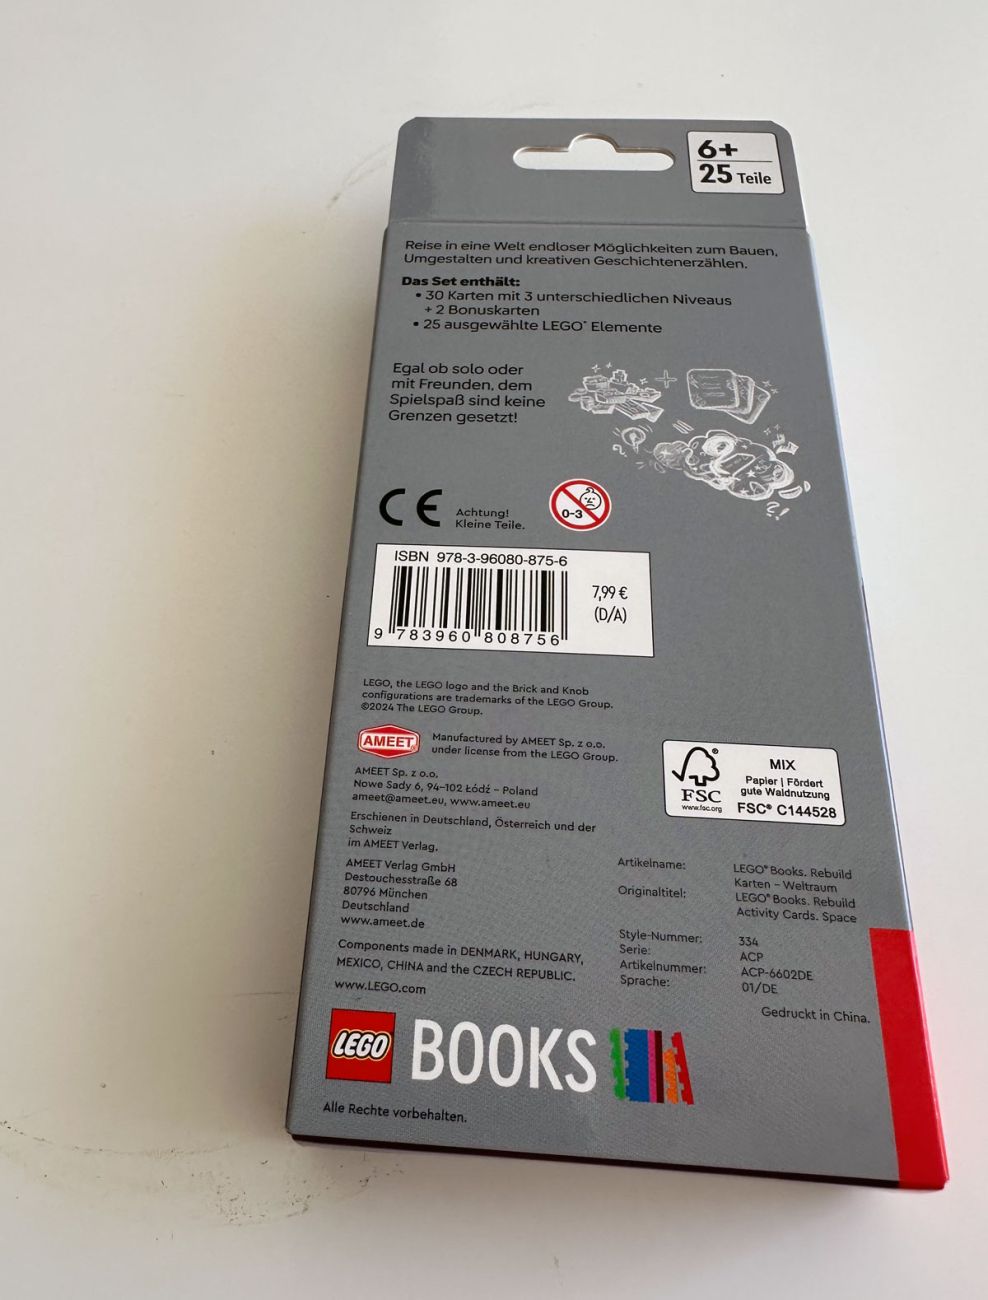 6+
25 Teile
Reise in eine Welt endloser Möglichkeiten zum Bauen,
Umgestalten und kreativen Geschichtenerzählen.
Das Set enthält:
• 30 Karten mit 3 unterschiedlichen Niveaus
+ 2 Bonuskarten
• 25 ausgewählte LEGO® Elemente
Egal ob solo oder
mit Freunden, dem
Spielspaß sind keine
Grenzen gesetzt!
CE
Achtung!
Kleine Teile.
0-3
ISBN 978-3-96080-875-6
7,99 €
(D/A)
9 783960 808756
LEGO, the LEGO logo and the Brick and Knob
configurations are trademarks of the LEGO Group.
©2024 The LEGO Group.
AMEET
Manufactured by AMEET Sp. z o.o.
under license from the LEGO Group.
AMEET Sp. z o.o.
Nowe Sady 6, 94-102 Łódź – Poland
ameet@ameet.eu, www.ameet.eu
FSC
www.fsc.org
MIX
Papier | Fördert
gute Waldnutzung
FSC® C144528
Erschienen in Deutschland, Österreich und der
Schweiz
im AMEET Verlag.
AMEET Verlag GmbH
Destouchesstraße 68
80796 München
Deutschland
www.ameet.de
Artikelname: LEGO® Books. Rebuild
Karten – Weltraum
Originaltitel: LEGO® Books. Rebuild
Activity Cards. Space
Style-Nummer: 334
Serie: ACP
Artikelnummer: ACP-6602DE
Sprache: 01/DE
Components made in DENMARK, HUNGARY,
MEXICO, CHINA and the CZECH REPUBLIC.
www.LEGO.com
Gedruckt in China.
LEGO BOOKS
Alle Rechte vorbehalten.